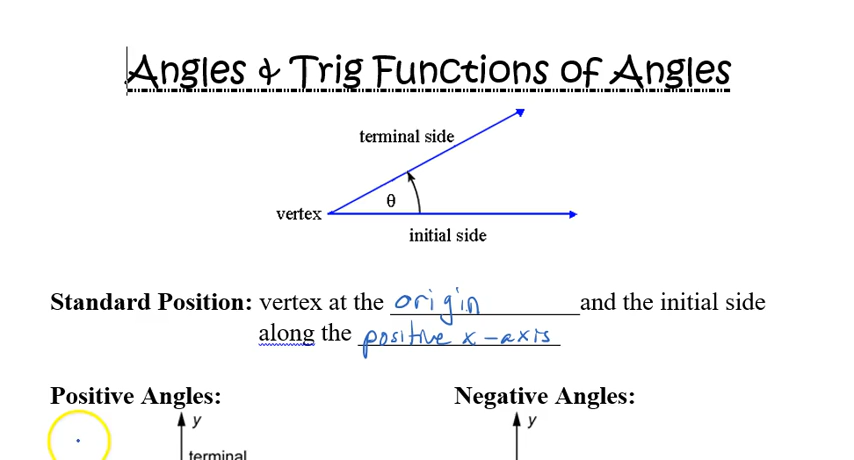 Angles & Trig Functions of Angles
terminal side
θ
vertex
initial side
Standard Position: vertex at the origin and the initial side
along the positive x-axis
Positive Angles: Negative Angles:
y y
terminal